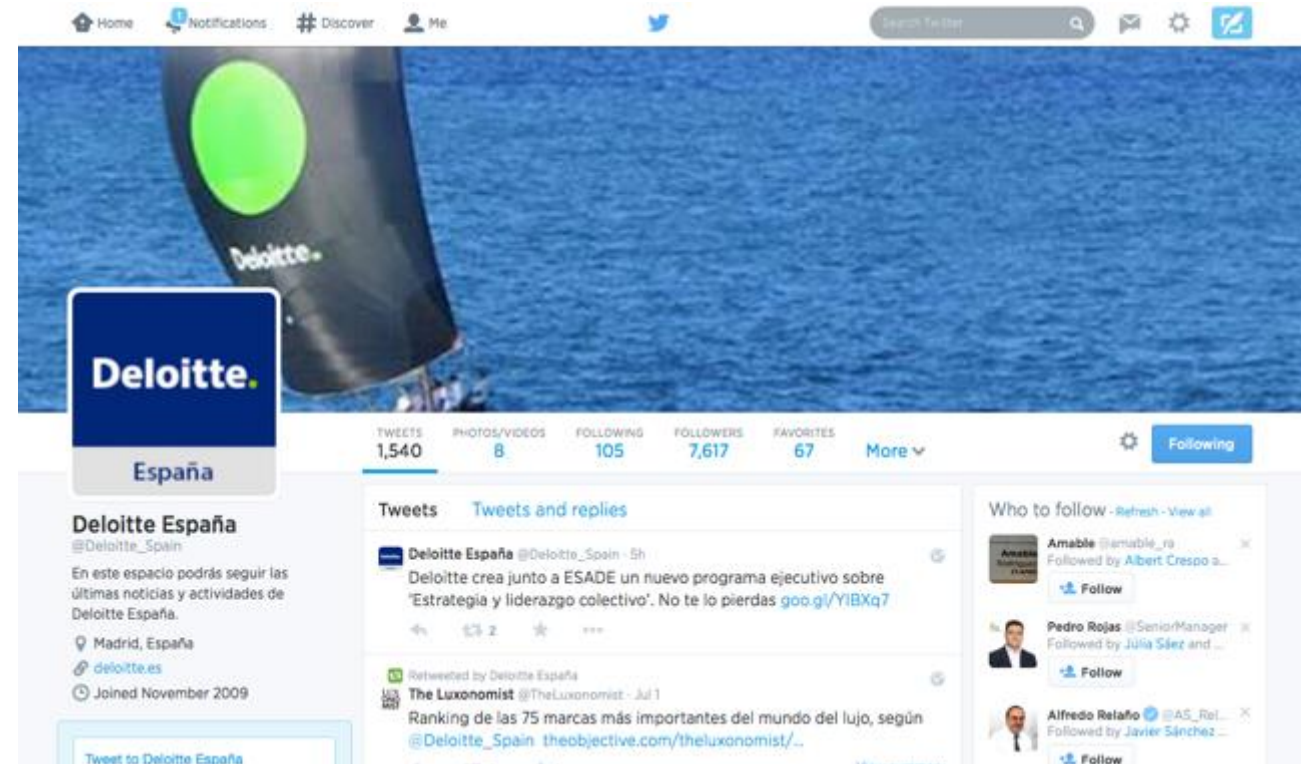 Home
Notifications
1
Discover
Me
Search Twitter
Deloitte.
Deloitte.
España
TWEETS
1,540
PHOTOS/VIDEOS
8
FOLLOWING
105
FOLLOWERS
7,617
FAVORITES
67
More
Following
Deloitte España
@Deloitte_Spain
En este espacio podrás seguir las
últimas noticias y actividades de
Deloitte España.
Madrid, España
deloitte.es
Joined November 2009
Tweet to Deloitte España
Tweets Tweets and replies
Deloitte España @Deloitte_Spain · 5h
Deloitte crea junto a ESADE un nuevo programa ejecutivo sobre
'Estrategia y liderazgo colectivo'. No te lo pierdas goo.gl/YIBXq7
2
Retweeted by Deloitte España
The Luxonomist @TheLuxonomist · Jul 1
Ranking de las 75 marcas más importantes del mundo del lujo, según
@Deloitte_Spain theobjective.com/theluxonomist/...
Who to follow · Refresh · View all
Amable @amable_ra
Followed by Albert Crespo a...
Follow
Pedro Rojas @SeniorManager
Followed by Júlia Sáez and ...
Follow
Alfredo Relaño @AS_Rel...
Followed by Javier Sánchez ...
Follow